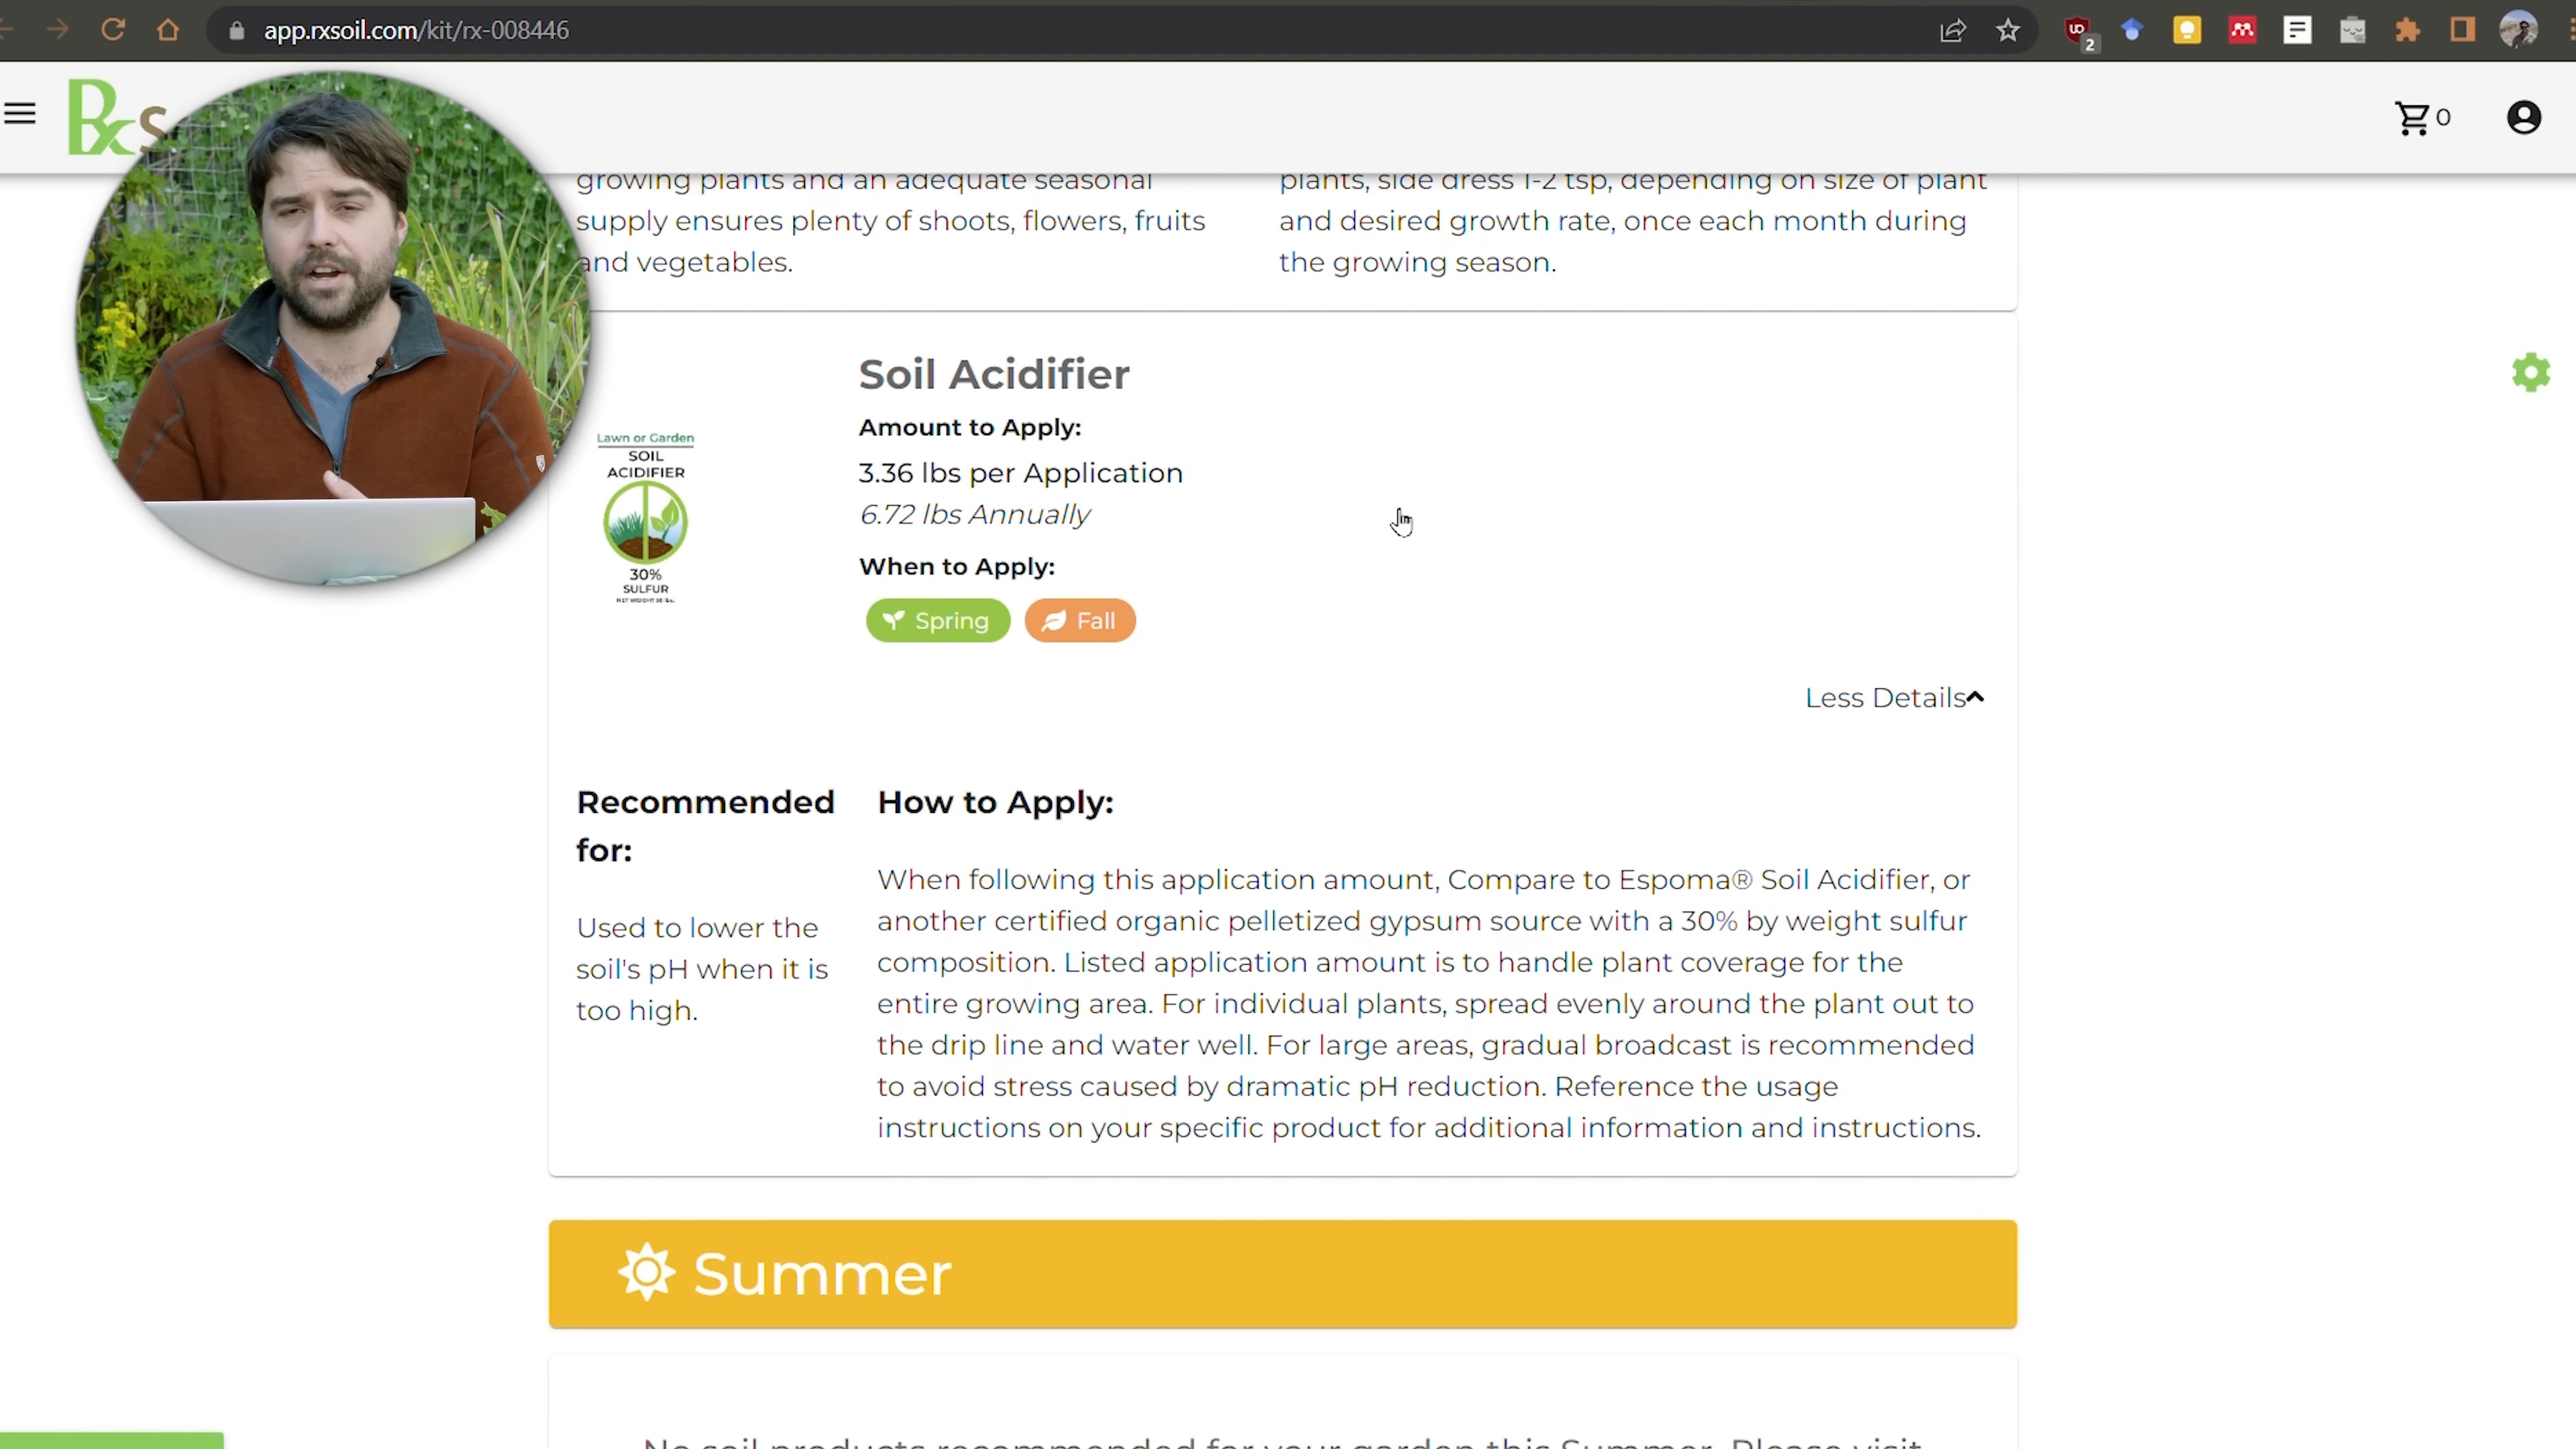 app.rxsoil.com/kit/rx-008446
2
Rxs
0
growing plants and an adequate seasonal
supply ensures plenty of shoots, flowers, fruits
and vegetables.
plants, side dress 1-2 tsp, depending on size of plant
and desired growth rate, once each month during
the growing season.
Lawn or Garden
SOIL
ACIDIFIER
30%
SULFUR
Soil Acidifier
Amount to Apply:
3.36 lbs per Application
6.72 lbs Annually
When to Apply:
Spring
Fall
Less Details
Recommended
for:
Used to lower the
soil's pH when it is
too high.
How to Apply:
When following this application amount, Compare to Espoma® Soil Acidifier, or
another certified organic pelletized gypsum source with a 30% by weight sulfur
composition. Listed application amount is to handle plant coverage for the
entire growing area. For individual plants, spread evenly around the plant out to
the drip line and water well. For large areas, gradual broadcast is recommended
to avoid stress caused by dramatic pH reduction. Reference the usage
instructions on your specific product for additional information and instructions.
Summer
No soil products recommended for your garden this Summer. Please visit